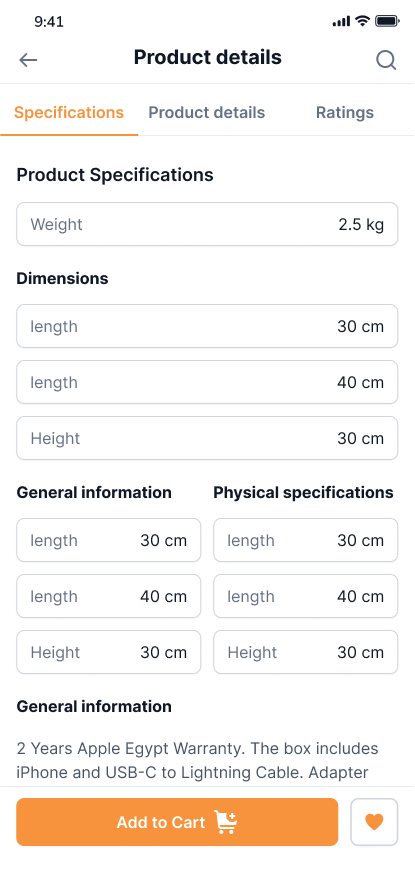 9:41
Product details
Specifications Product details Ratings
Product Specifications
Weight 2.5 kg
Dimensions
length 30 cm
length 40 cm
Height 30 cm
General information Physical specifications
length 30 cm length 30 cm
length 40 cm length 40 cm
Height 30 cm Height 30 cm
General information
2 Years Apple Egypt Warranty. The box includes
iPhone and USB-C to Lightning Cable. Adapter
Add to Cart